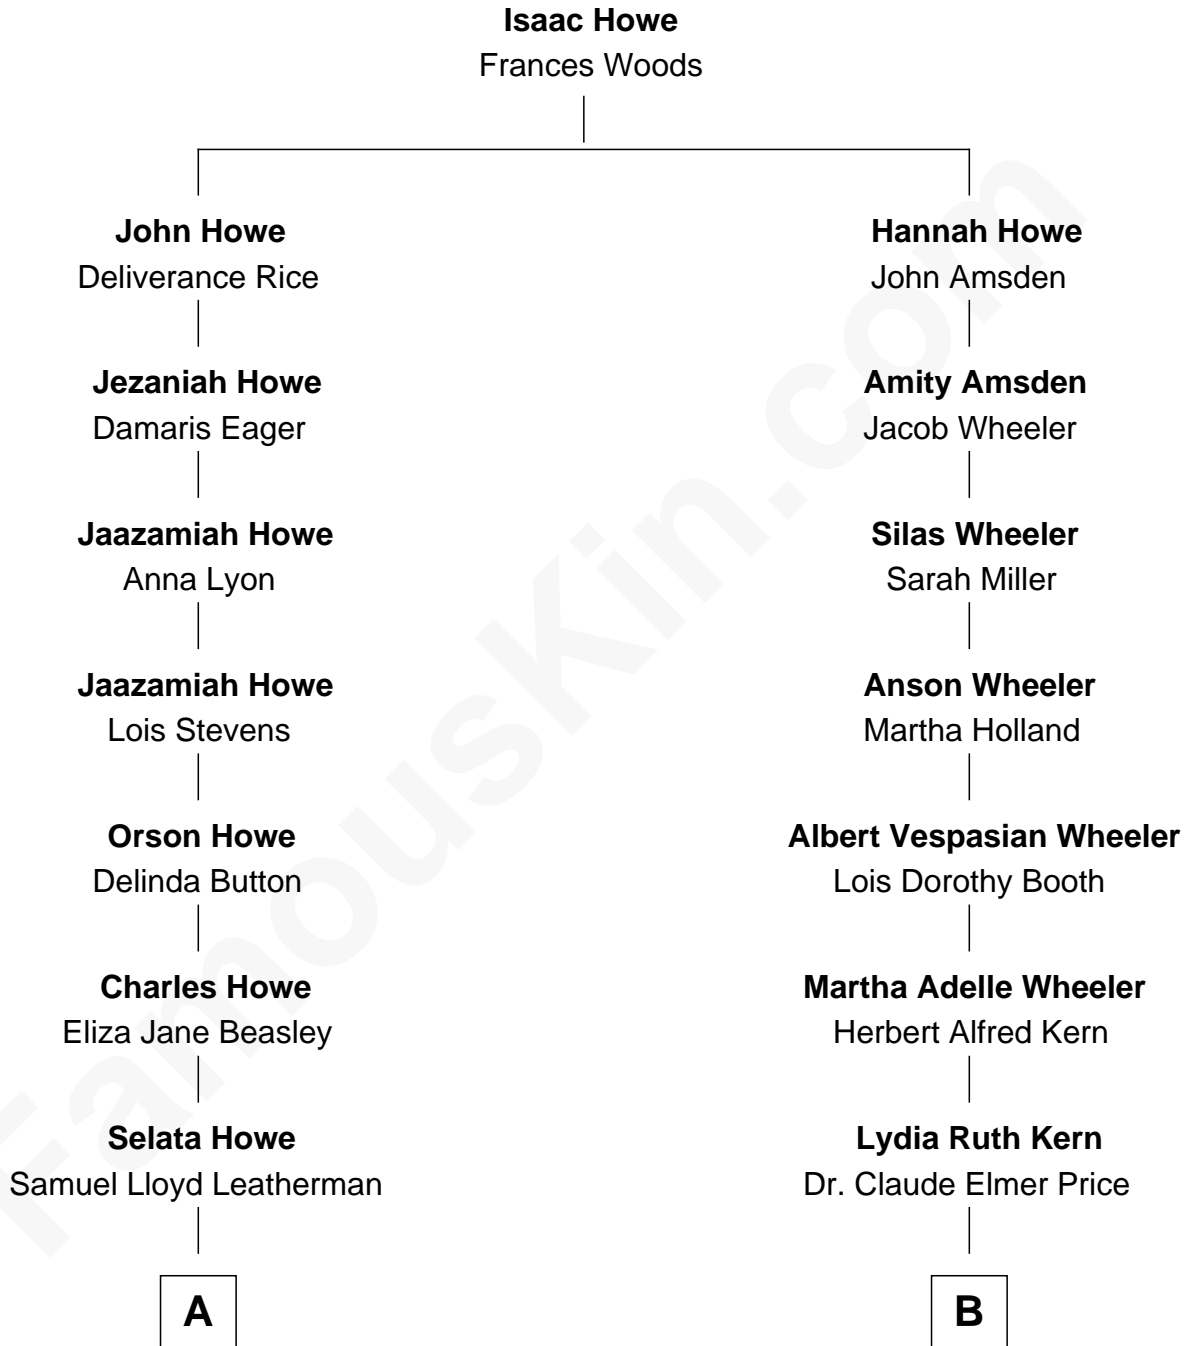 Isaac Howe
Frances Woods
John Howe
Deliverance Rice
Hannah Howe
John Amsden
Jezaniah Howe
Damaris Eager
Amity Amsden
Jacob Wheeler
Jaazamiah Howe
Anna Lyon
Silas Wheeler
Sarah Miller
Jaazamiah Howe
Lois Stevens
Anson Wheeler
Martha Holland
Orson Howe
Delinda Button
Albert Vespasian Wheeler
Lois Dorothy Booth
Charles Howe
Eliza Jane Beasley
Martha Adelle Wheeler
Herbert Alfred Kern
Selata Howe
Samuel Lloyd Leatherman
Lydia Ruth Kern
Dr. Claude Elmer Price
A
B
FamousKin.com